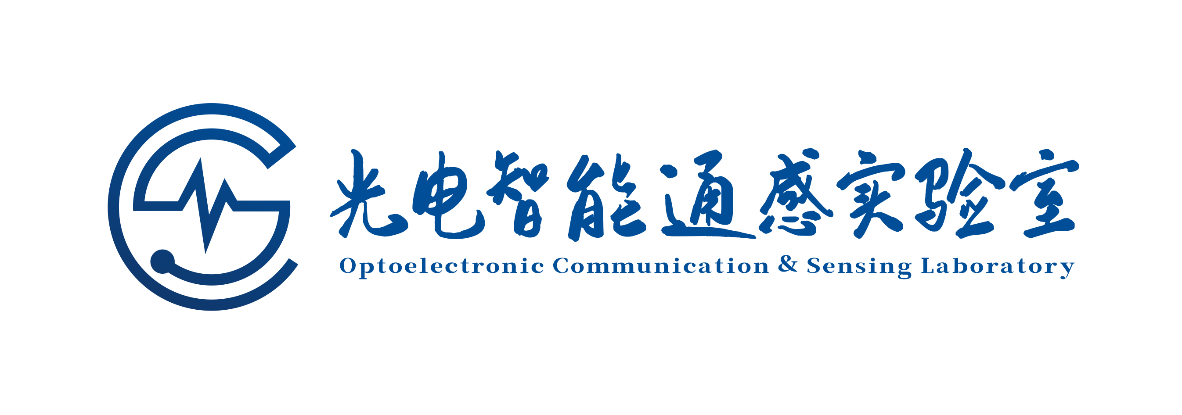 光电智能通感实验室
Optoelectronic Communication & Sensing Laboratory